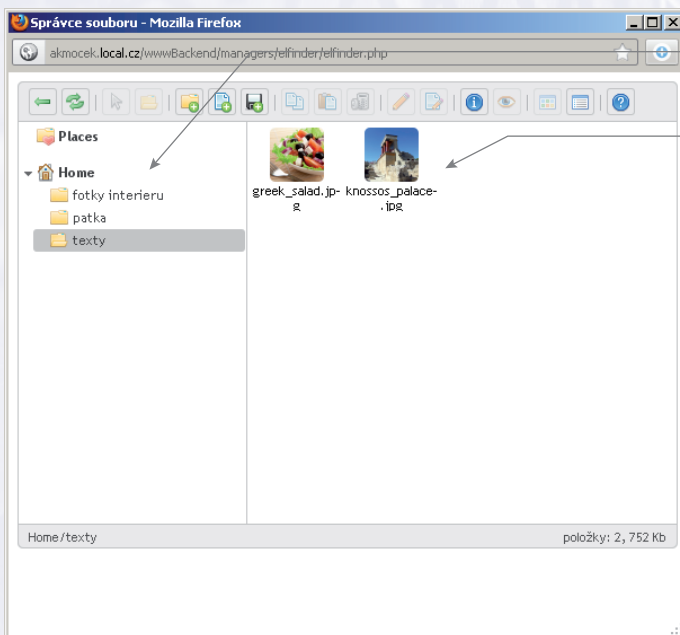 Správce souboru - Mozilla Firefox
akmocek.local.cz/wwwBackend/managers/elfinder/elfinder.php
Places
Home
fotky interieru
patka
texty
greek_salad.jp-
g
knossos_palace-
.jpg
Home/texty
položky: 2, 752 Kb